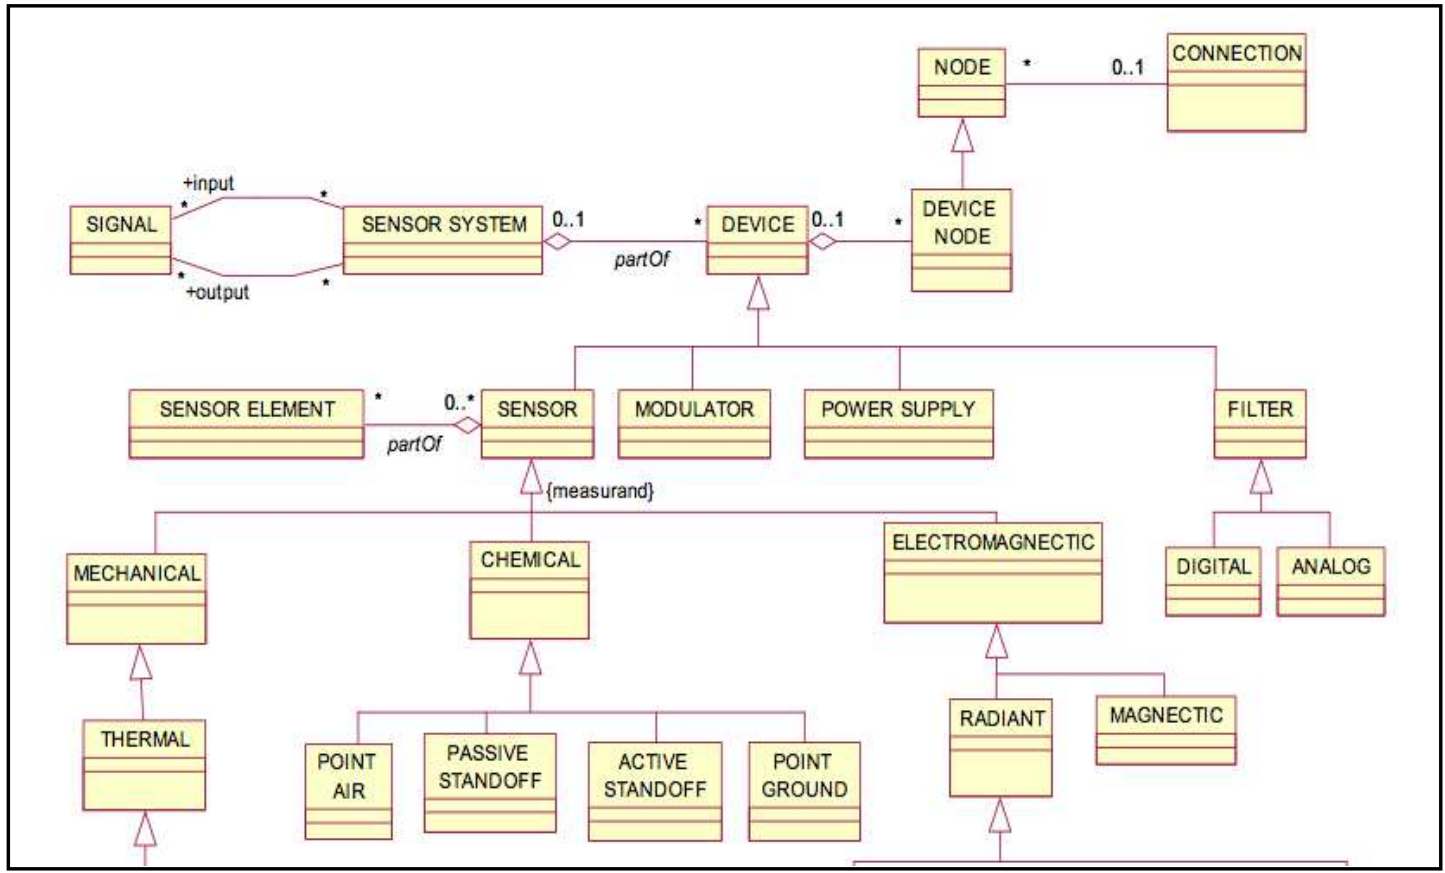 NODE
*
0..1
CONNECTION
+input
*
*
SIGNAL
SENSOR SYSTEM
0..1
*
partOf
DEVICE
0..1
*
DEVICE
NODE
*
*
+output
SENSOR ELEMENT
*
0..*
partOf
SENSOR
MODULATOR
POWER SUPPLY
FILTER
{measurand}
MECHANICAL
CHEMICAL
ELECTROMAGNECTIC
DIGITAL
ANALOG
THERMAL
POINT
AIR
PASSIVE
STANDOFF
ACTIVE
STANDOFF
POINT
GROUND
RADIANT
MAGNECTIC